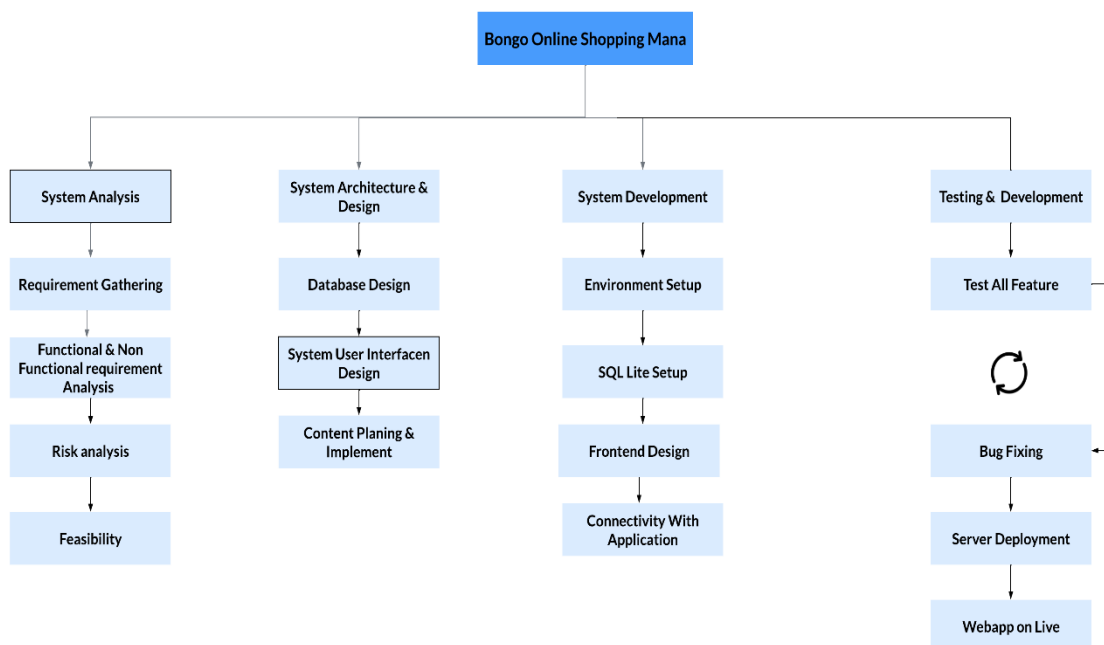 Bongo Online Shopping Mana
System Analysis
Requirement Gathering
Functional & Non
Functional requirement
Analysis
Risk analysis
Feasibility
System Architecture &
Design
Database Design
System User Interfacen
Design
Content Planing &
Implement
System Development
Environment Setup
SQL Lite Setup
Frontend Design
Connectivity With
Application
Testing & Development
Test All Feature
Bug Fixing
Server Deployment
Webapp on Live